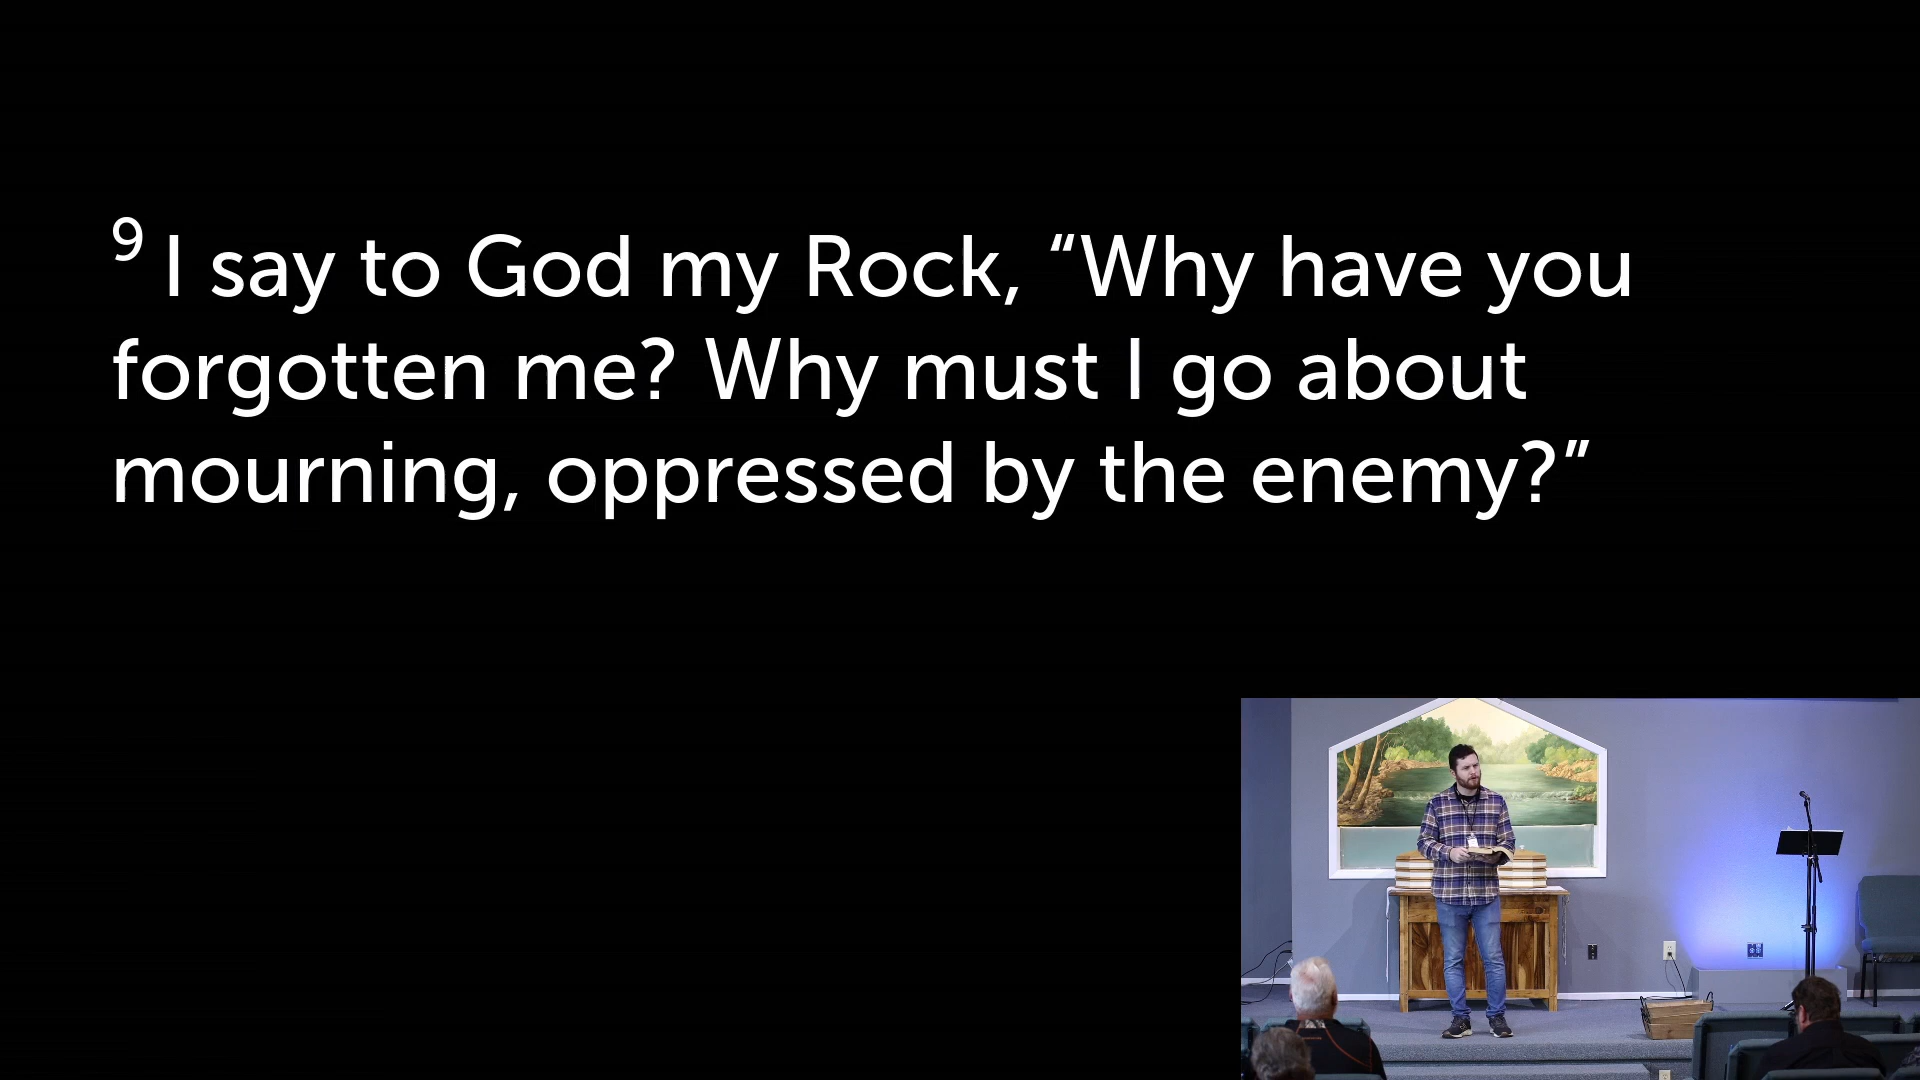 9 I say to God my Rock, “Why have you
forgotten me? Why must I go about
mourning, oppressed by the enemy?”